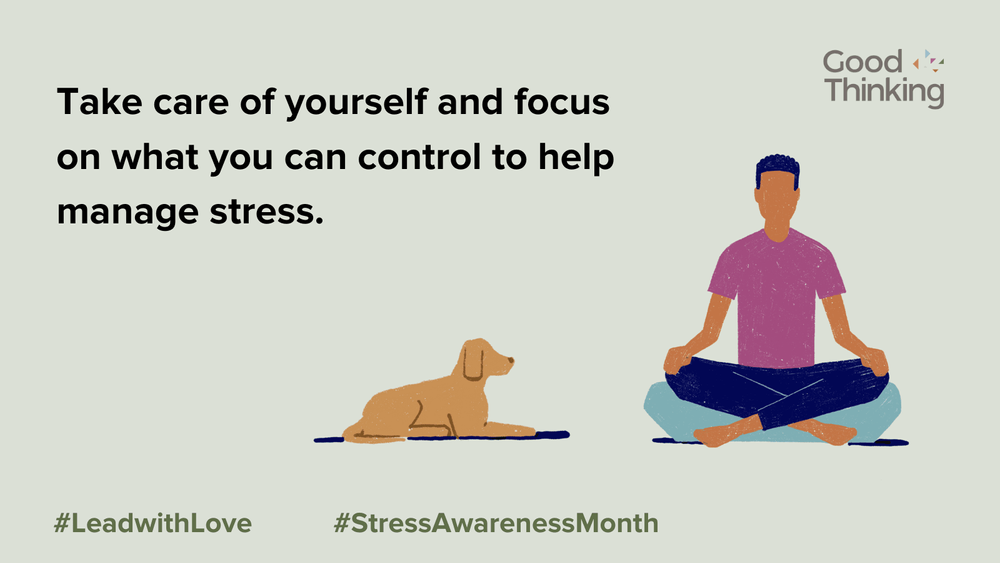 Good
Thinking
Take care of yourself and focus
on what you can control to help
manage stress.
#LeadwithLove
#StressAwarenessMonth